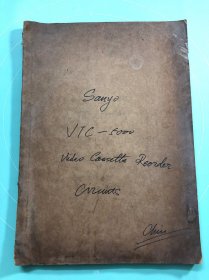 Sanyo
VTC-5000
Video Cassette Recorder
Circuits